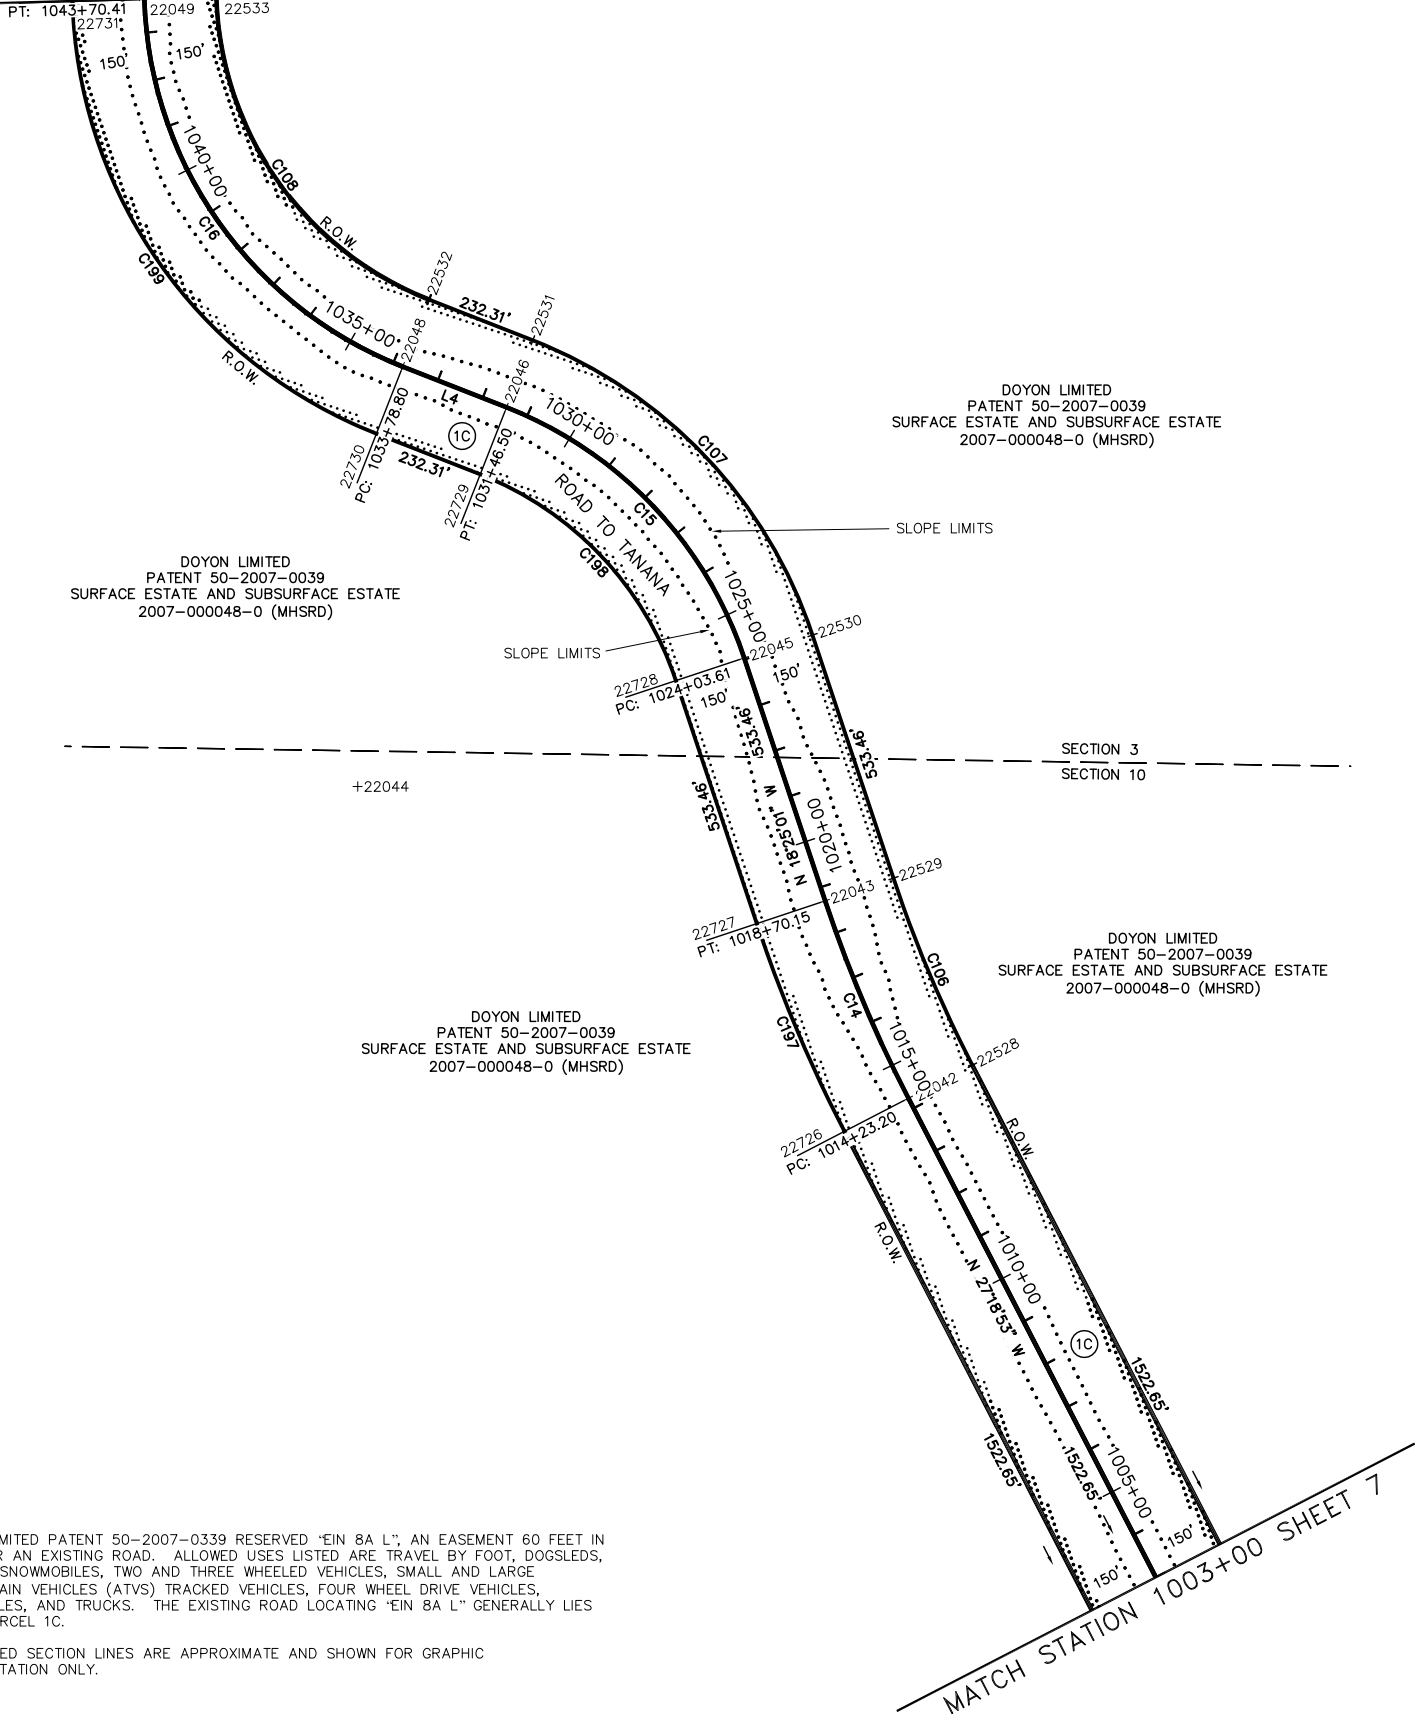 PT: 1043+70.41
22049
22533
22731
150'
150'
1040+00
C108
C16
R.O.W.
C199
22532
232.31'
22531
1035+00
22048
R.O.W.
L4
22046
1C
1030+00
22730
PC: 1033+78.80
232.31'
22729
PT: 1031+46.50
C107
DOYON LIMITED
PATENT 50-2007-0039
SURFACE ESTATE AND SUBSURFACE ESTATE
2007-000048-0 (MHSRD)
ROAD TO TANANA
C15
SLOPE LIMITS
C198
DOYON LIMITED
PATENT 50-2007-0039
SURFACE ESTATE AND SUBSURFACE ESTATE
2007-000048-0 (MHSRD)
1025+00
22530
SLOPE LIMITS
22045
22728
PC: 1024+03.61
150'
150'
533.46'
533.46'
SECTION 3
SECTION 10
+22044
533.46'
N 18°25'01" W
1020+00
22529
22043
22727
PT: 1018+70.15
DOYON LIMITED
PATENT 50-2007-0039
SURFACE ESTATE AND SUBSURFACE ESTATE
2007-000048-0 (MHSRD)
C106
C14
C197
DOYON LIMITED
PATENT 50-2007-0039
SURFACE ESTATE AND SUBSURFACE ESTATE
2007-000048-0 (MHSRD)
1015+00
22528
22042
22726
PC: 1014+23.20
R.O.W.
R.O.W.
1010+00
N 27°18'53" W
1C
1522.65'
1522.65'
1522.65'
1005+00
150'
150'
MATCH STATION 1003+00 SHEET 7
MITED PATENT 50-2007-0339 RESERVED "EIN 8A L", AN EASEMENT 60 FEET IN
R AN EXISTING ROAD. ALLOWED USES LISTED ARE TRAVEL BY FOOT, DOGSLEDS,
SNOWMOBILES, TWO AND THREE WHEELED VEHICLES, SMALL AND LARGE
AIN VEHICLES (ATVS) TRACKED VEHICLES, FOUR WHEEL DRIVE VEHICLES,
LES, AND TRUCKS. THE EXISTING ROAD LOCATING "EIN 8A L" GENERALLY LIES
RCEL 1C.
ED SECTION LINES ARE APPROXIMATE AND SHOWN FOR GRAPHIC
TATION ONLY.